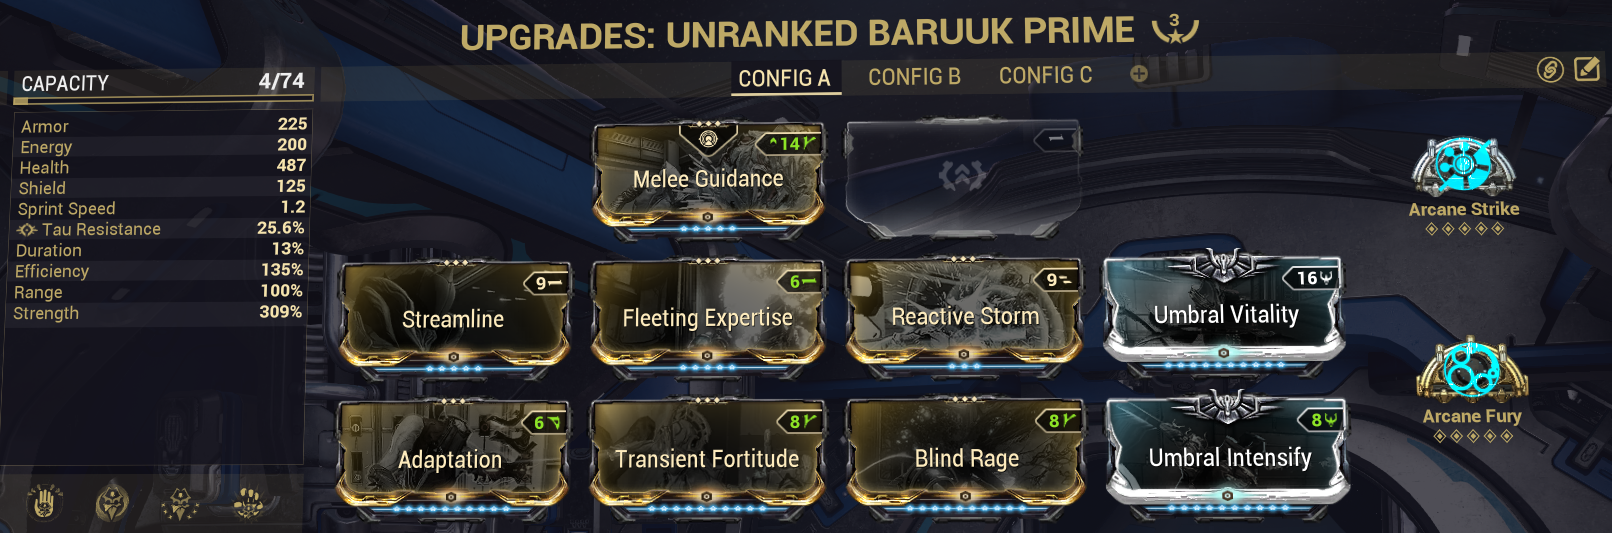 UPGRADES: UNRANKED BARUUK PRIME 3
CAPACITY 4/74
CONFIG A CONFIG B CONFIG C
Armor 225
Energy 200
Health 487
Shield 125
Sprint Speed 1.2
Tau Resistance 25.6%
Duration 13%
Efficiency 135%
Range 100%
Strength 309%
14
Melee Guidance
Arcane Strike
9
Streamline
6
Fleeting Expertise
9
Reactive Storm
16
Umbral Vitality
6
Adaptation
8
Transient Fortitude
8
Blind Rage
8
Umbral Intensify
Arcane Fury